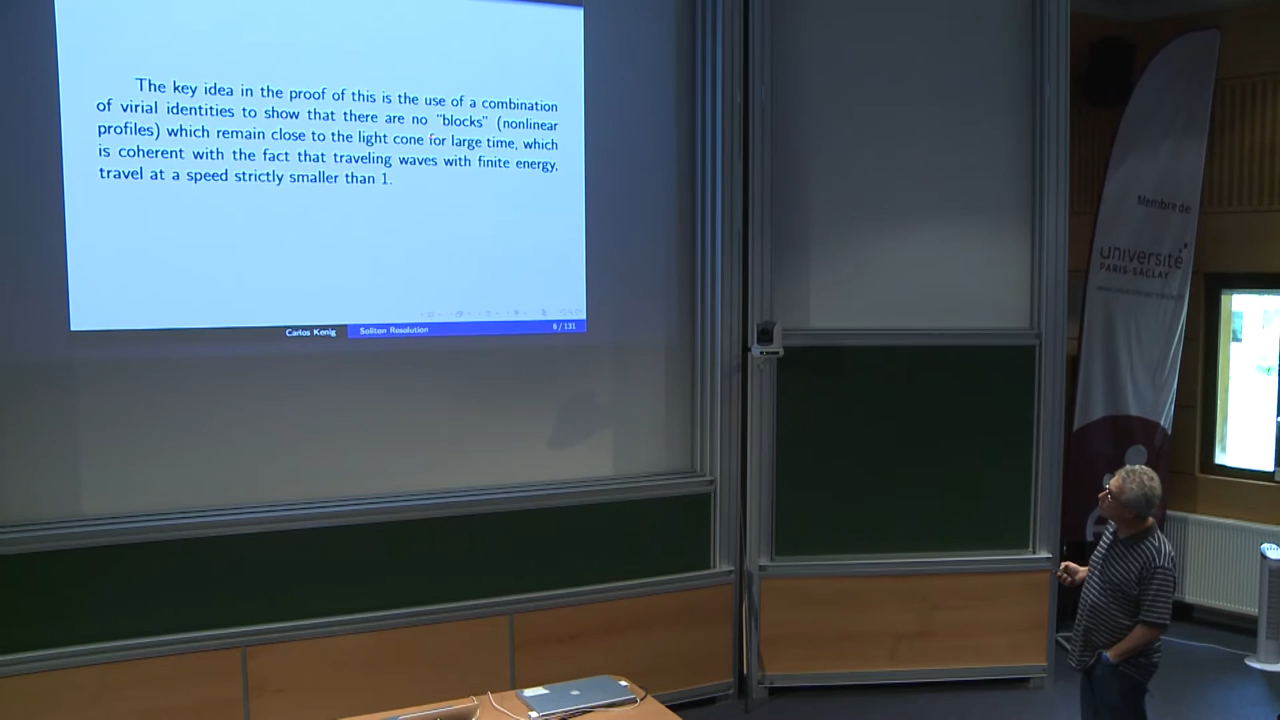 The key idea in the proof of this is the use of a combination
of virial identities to show that there are no "blocks" (nonlinear
profiles) which remain close to the light cone for large time, which
is coherent with the fact that traveling waves with finite energy,
travel at a speed strictly smaller than 1.
Carlos Kenig
Soliton Resolution
6 / 131
Membre de
université
PARIS-SACLAY